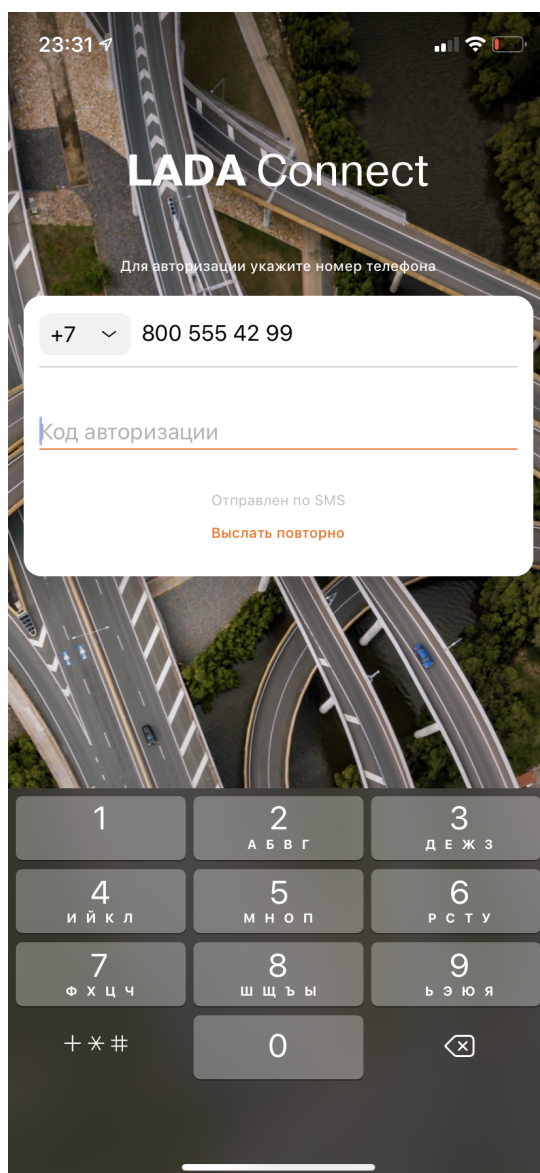 23:31
LADA Connect
Для авторизации укажите номер телефона
+7 800 555 42 99
Код авторизации
Отправлен по SMS
Выслать повторно
1 2 3
А Б В Г Д Е Ж З
4 5 6
И Й К Л М Н О П Р С Т У
7 8 9
Ф Х Ц Ч Ш Щ Ъ Ы Ь Э Ю Я
+*# 0